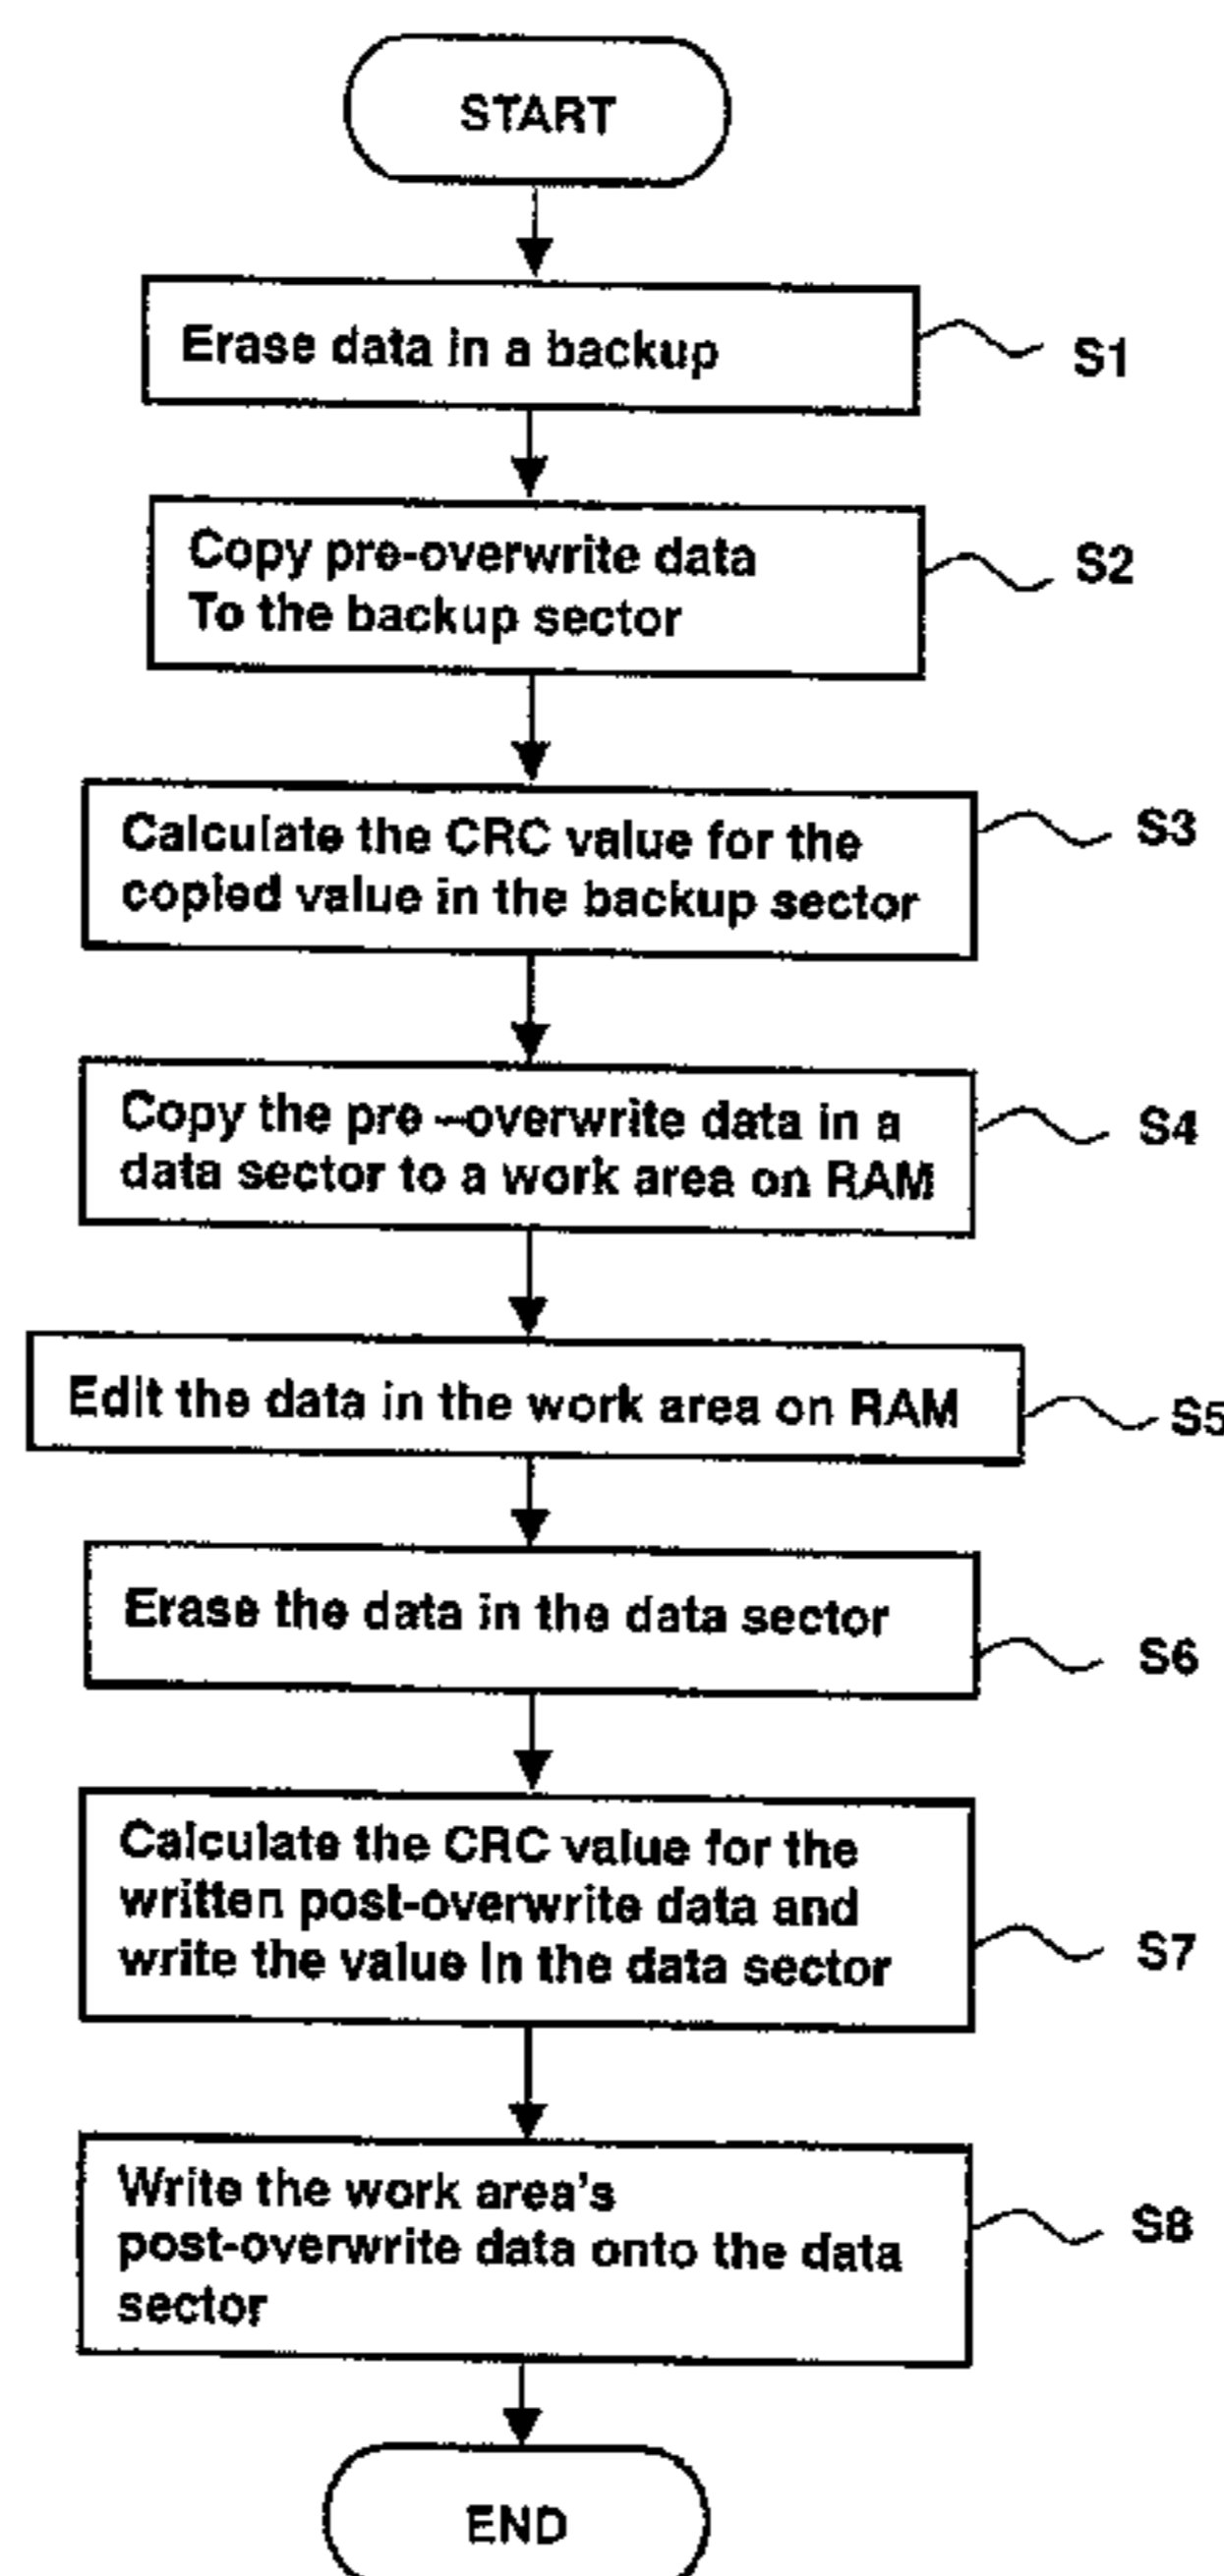 START
Erase data in a backup
S1
Copy pre-overwrite data
To the backup sector
S2
Calculate the CRC value for the
copied value in the backup sector
S3
Copy the pre –overwrite data in a
data sector to a work area on RAM
S4
Edit the data in the work area on RAM
S5
Erase the data in the data sector
S6
Calculate the CRC value for the
written post-overwrite data and
write the value in the data sector
S7
Write the work area's
post-overwrite data onto the data
sector
S8
END